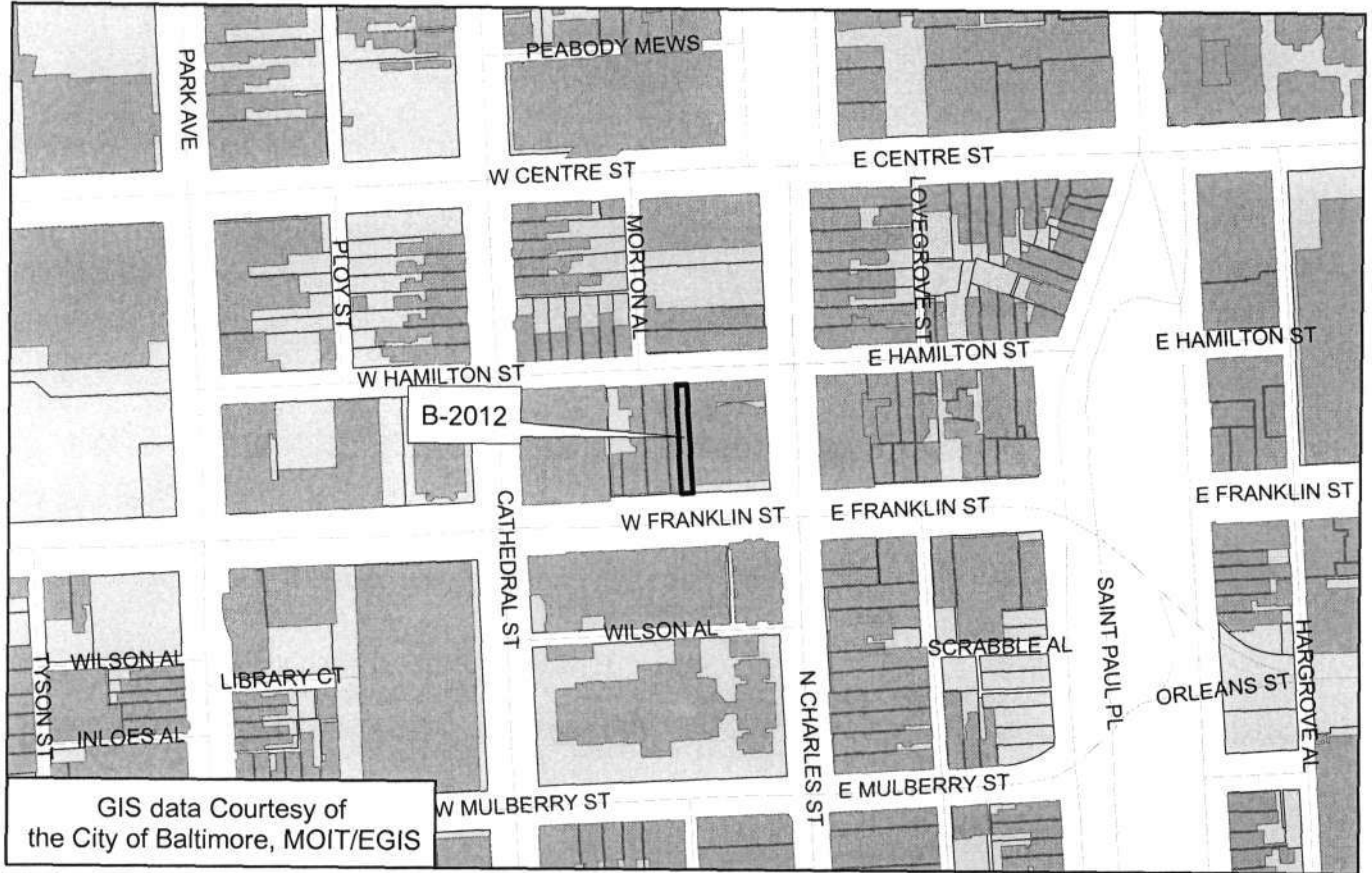 PEABODY MEWS
PARK AVE
W CENTRE ST
E CENTRE ST
PLOY ST
MORTON AL
LOVEGROVE ST
W HAMILTON ST
E HAMILTON ST
E HAMILTON ST
B-2012
CATHEDRAL ST
W FRANKLIN ST
E FRANKLIN ST
E FRANKLIN ST
WILSON AL
WILSON AL
LIBRARY CT
TYSON ST
INLOES AL
N CHARLES ST
SCRABBLE AL
SAINT PAUL PL
ORLEANS ST
HARGROVE AL
W MULBERRY ST
E MULBERRY ST
GIS data Courtesy of
the City of Baltimore, MOIT/EGIS